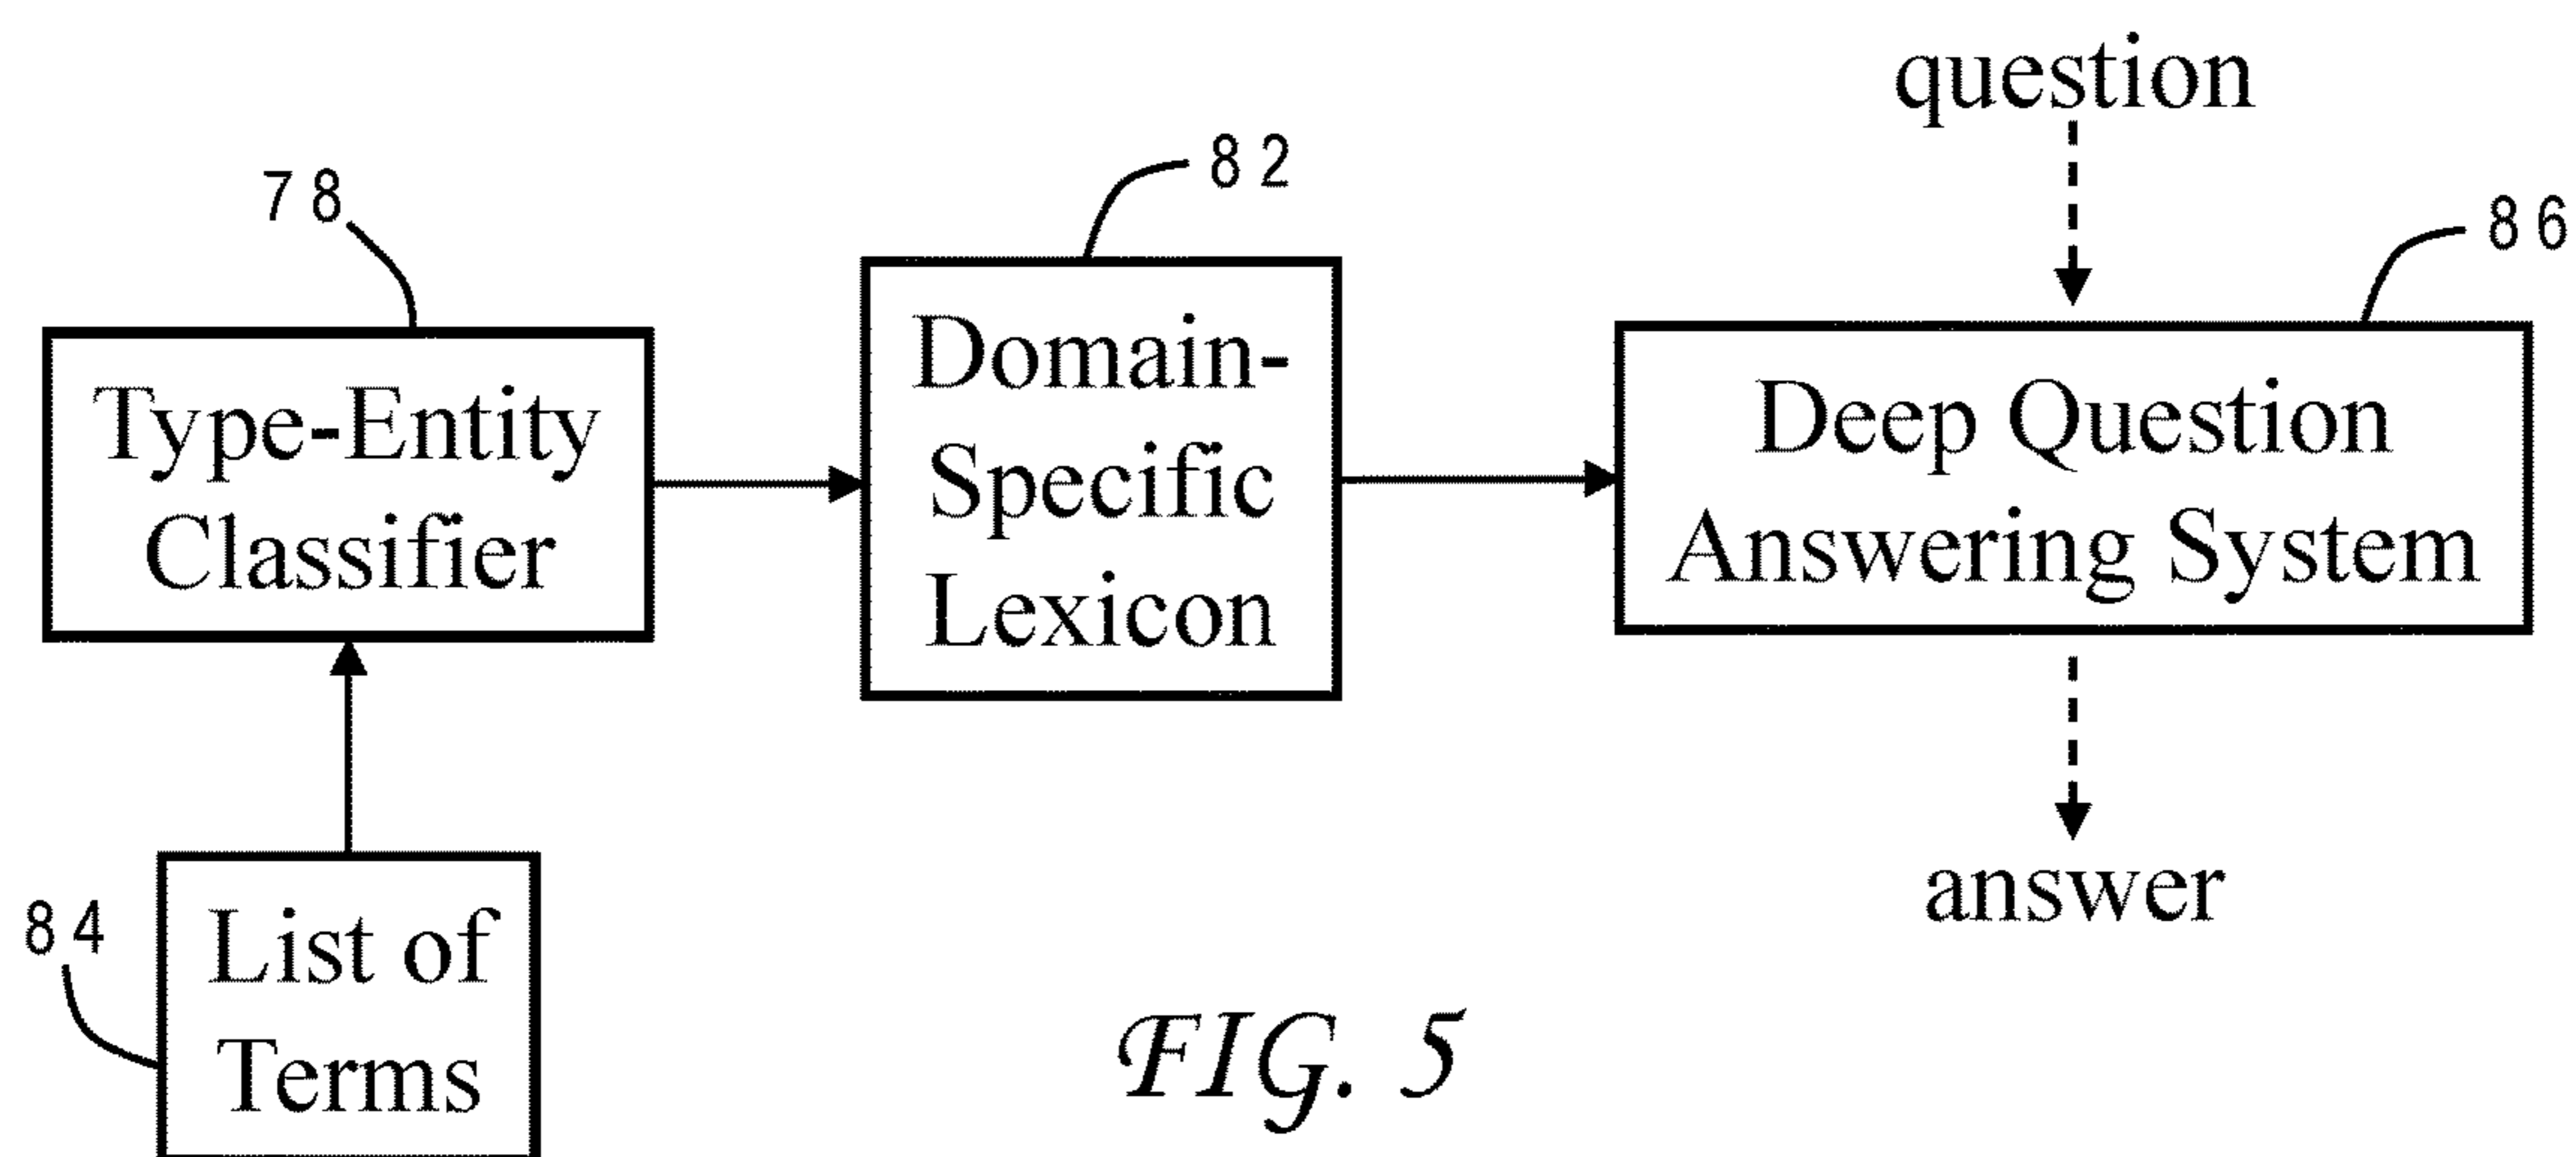 question
82
78
86
Type-Entity
Classifier
Domain-
Specific
Lexicon
Deep Question
Answering System
answer
84
List of
Terms
FIG. 5